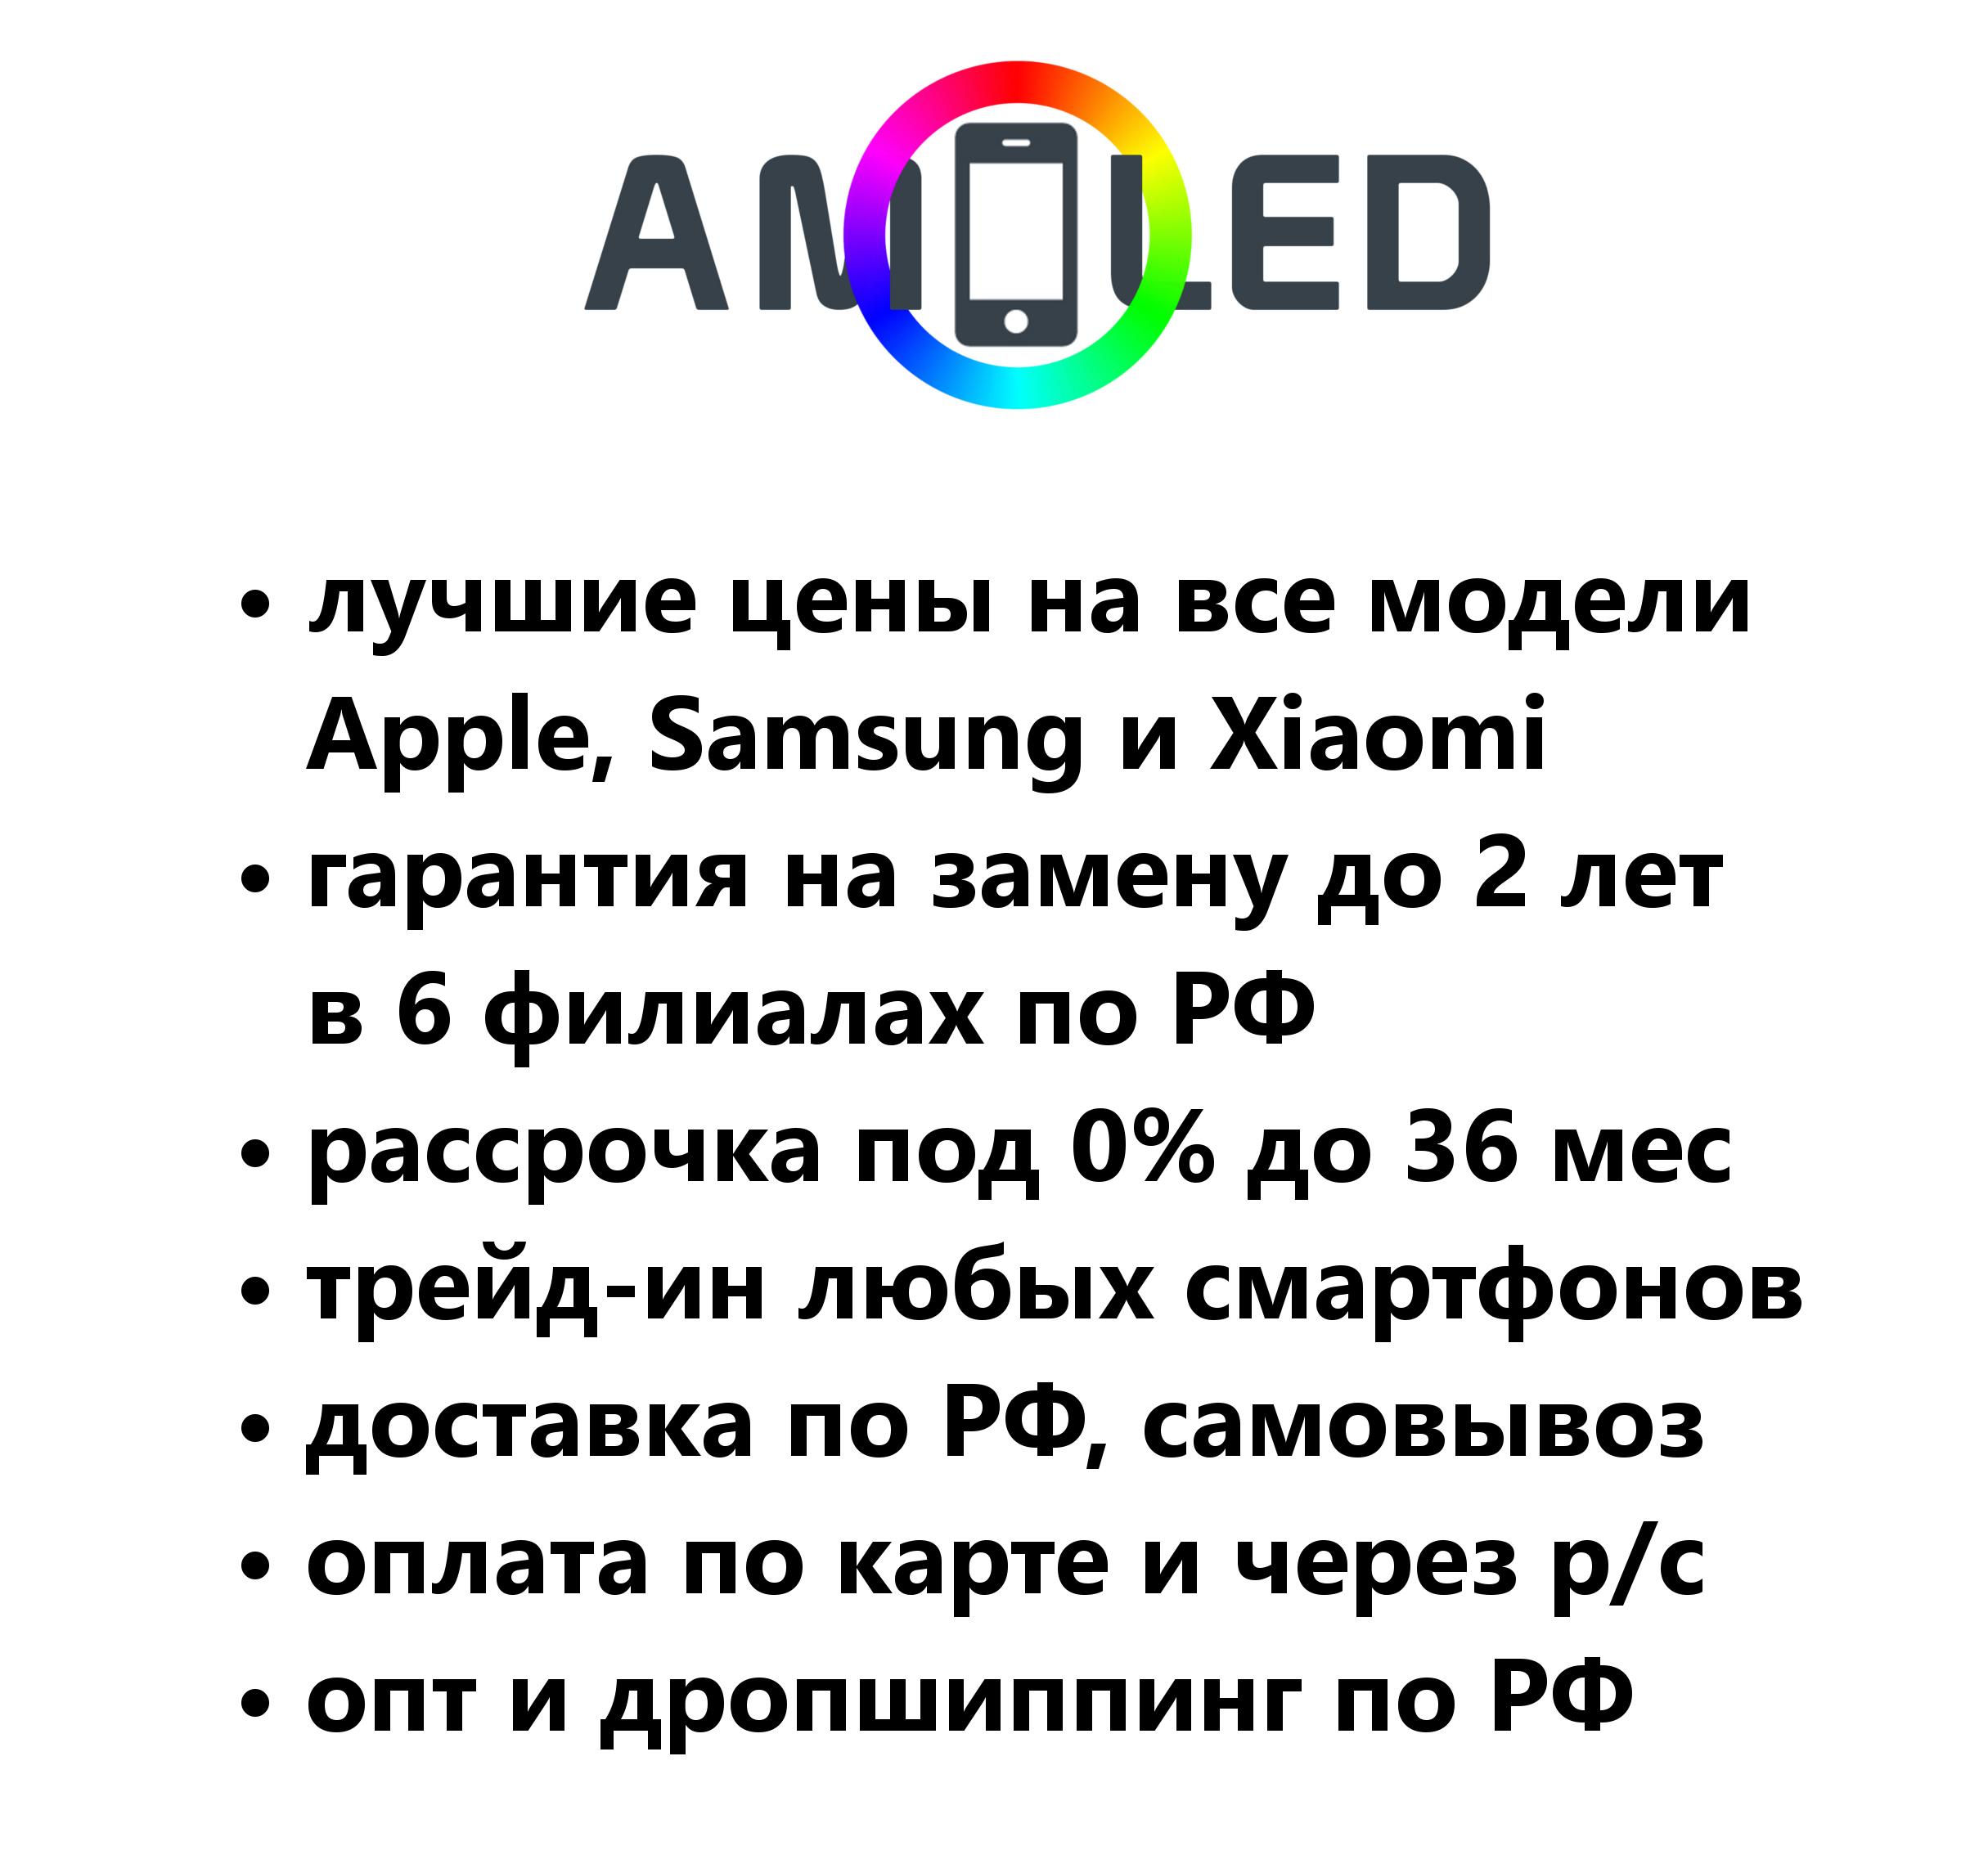 AMOLED
• лучшие цены на все модели
Apple, Samsung и Xiaomi
• гарантия на замену до 2 лет
в 6 филиалах по РФ
• рассрочка под 0% до 36 мес
• трейд-ин любых смартфонов
• доставка по РФ, самовывоз
• оплата по карте и через р/с
• опт и дропшиппинг по РФ